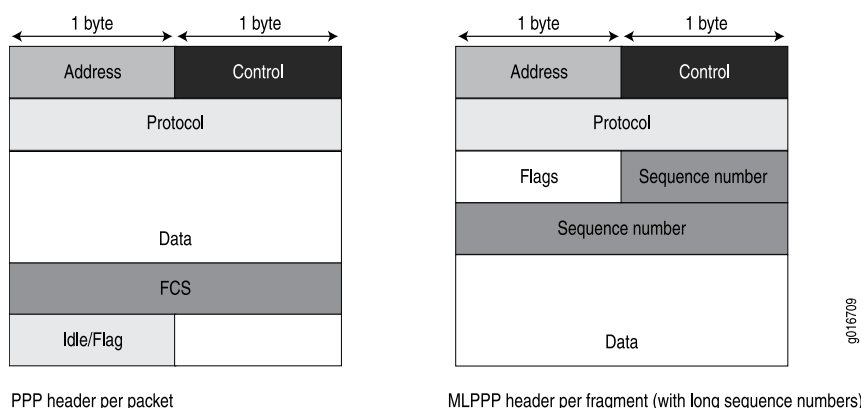 1 byte 1 byte
Address Control
Protocol
Data
FCS
Idle/Flag
PPP header per packet
1 byte 1 byte
Address Control
Protocol
Flags Sequence number
Sequence number
Data
MLPPP header per fragment (with long sequence numbers)
g016709